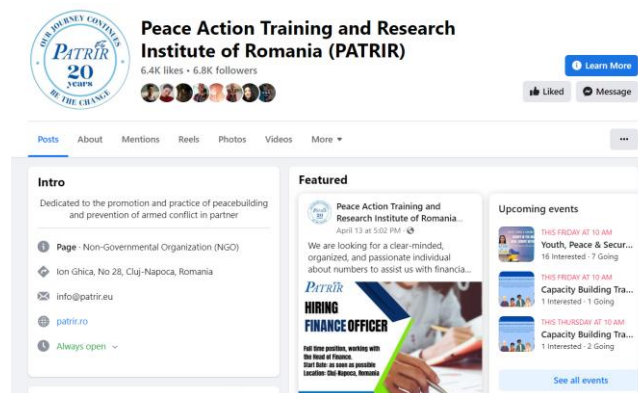 OUR JOURNEY CONTINUES
PATRIR
20
years
BE THE CHANGE
Peace Action Training and Research
Institute of Romania (PATRIR)
6.4K likes • 6.8K followers
Learn More
Liked
Message
Posts
About
Mentions
Reels
Photos
Videos
More
Intro
Dedicated to the promotion and practice of peacebuilding
and prevention of armed conflict in partner
Page · Non-Governmental Organization (NGO)
Ion Ghica, No 28, Cluj-Napoca, Romania
info@patrir.eu
patrir.ro
Always open
Featured
Peace Action Training and
Research Institute of Romania...
April 13 at 5:02 PM ·
We are looking for a clear-minded,
organized, and passionate individual
about numbers to assist us with financia...
PATRIR
HIRING
FINANCE OFFICER
Full time position, working with
the Head of Finance.
Start Date: as soon as possible
Location: Cluj-Napoca, Romania
Upcoming events
THIS FRIDAY AT 10 AM
Youth, Peace & Secur...
16 Interested · 7 Going
THIS FRIDAY AT 10 AM
Capacity Building Tra...
1 Interested · 1 Going
THIS THURSDAY AT 10 AM
Capacity Building Tra...
1 Interested · 2 Going
See all events